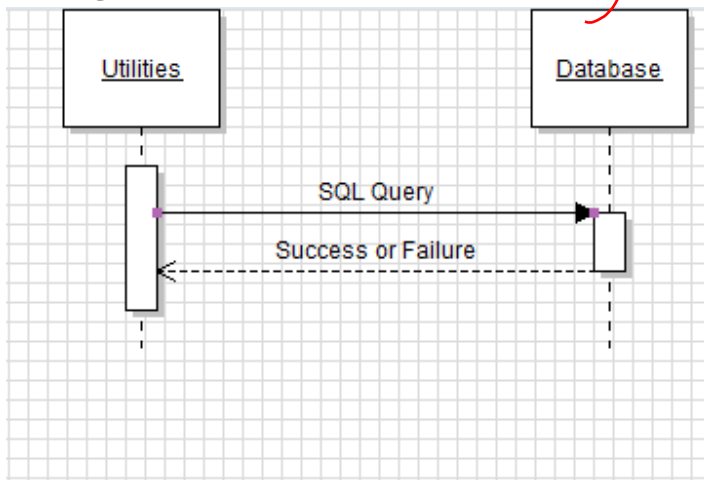 Utilities
Database
SQL Query
Success or Failure